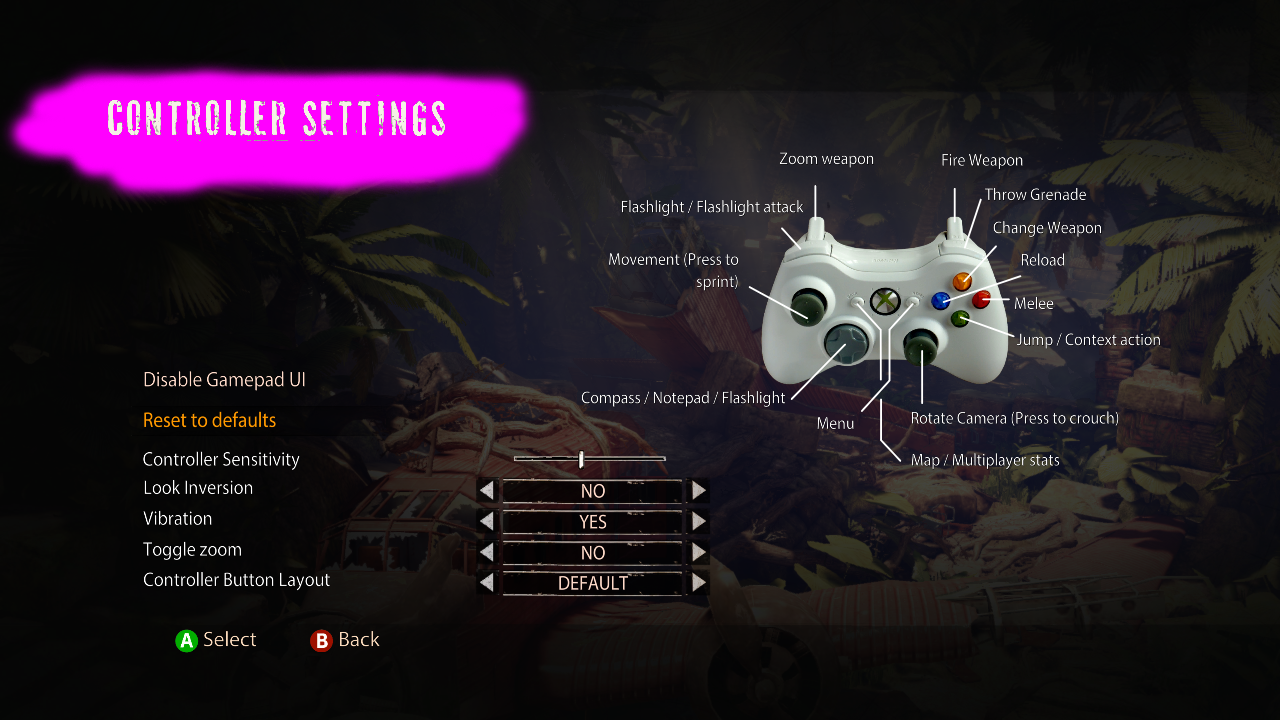 CONTROLLER SETTINGS
Zoom weapon
Fire Weapon
Flashlight / Flashlight attack
Throw Grenade
Change Weapon
Movement (Press to
sprint)
Reload
Melee
Jump / Context action
Compass / Notepad / Flashlight
Menu
Rotate Camera (Press to crouch)
Map / Multiplayer stats
Disable Gamepad UI
Reset to defaults
Controller Sensitivity
Look Inversion NO
Vibration YES
Toggle zoom NO
Controller Button Layout DEFAULT
A Select B Back